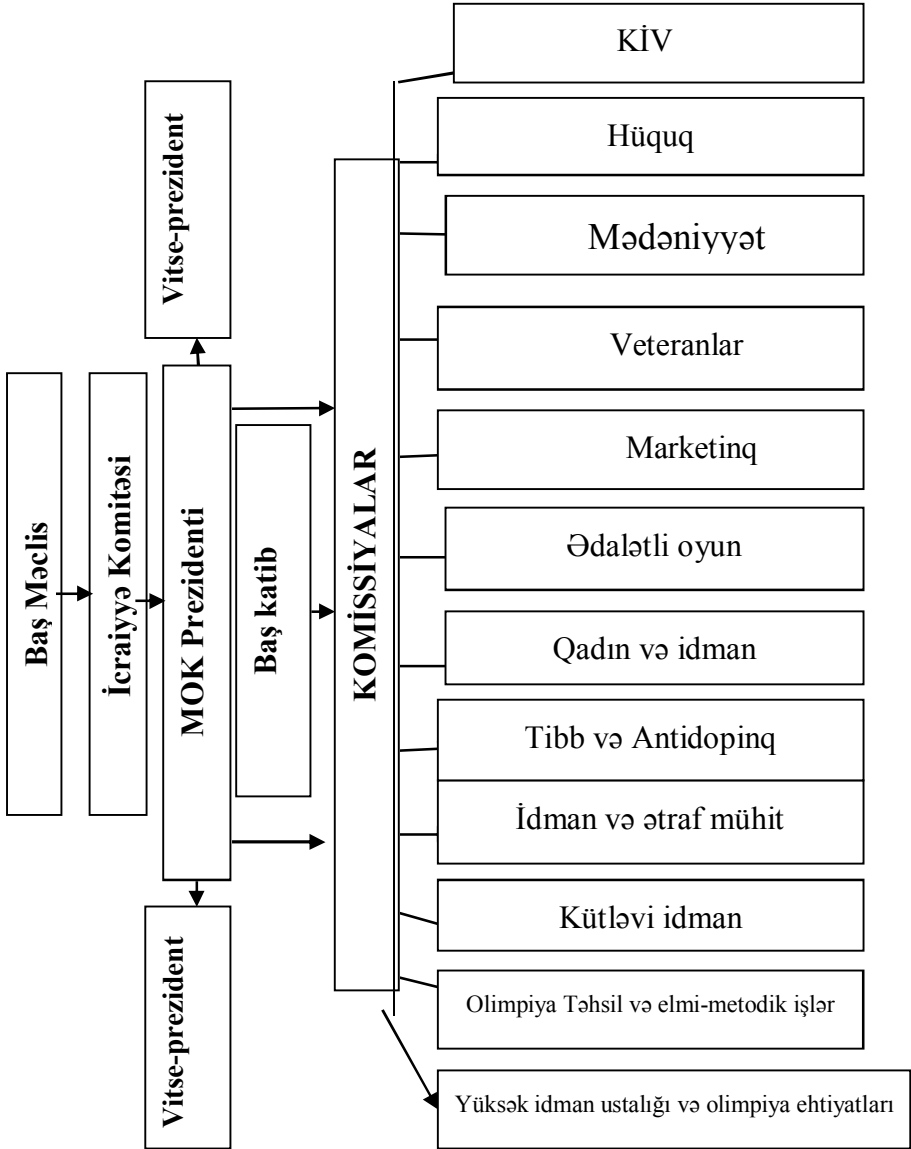 Baş Məclis
İcraiyyə Komitəsi
Vitse-prezident
MOK Prezidenti
Vitse-prezident
Baş katib
KOMİSSİYALAR
KİV
Hüquq
Mədəniyyət
Veteranlar
Marketinq
Ədalətli oyun
Qadın və idman
Tibb və Antidopinq
İdman və ətraf mühit
Kütləvi idman
Olimpiya Təhsil və elmi-metodik işlər
Yüksək idman ustalığı və olimpiya ehtiyatları